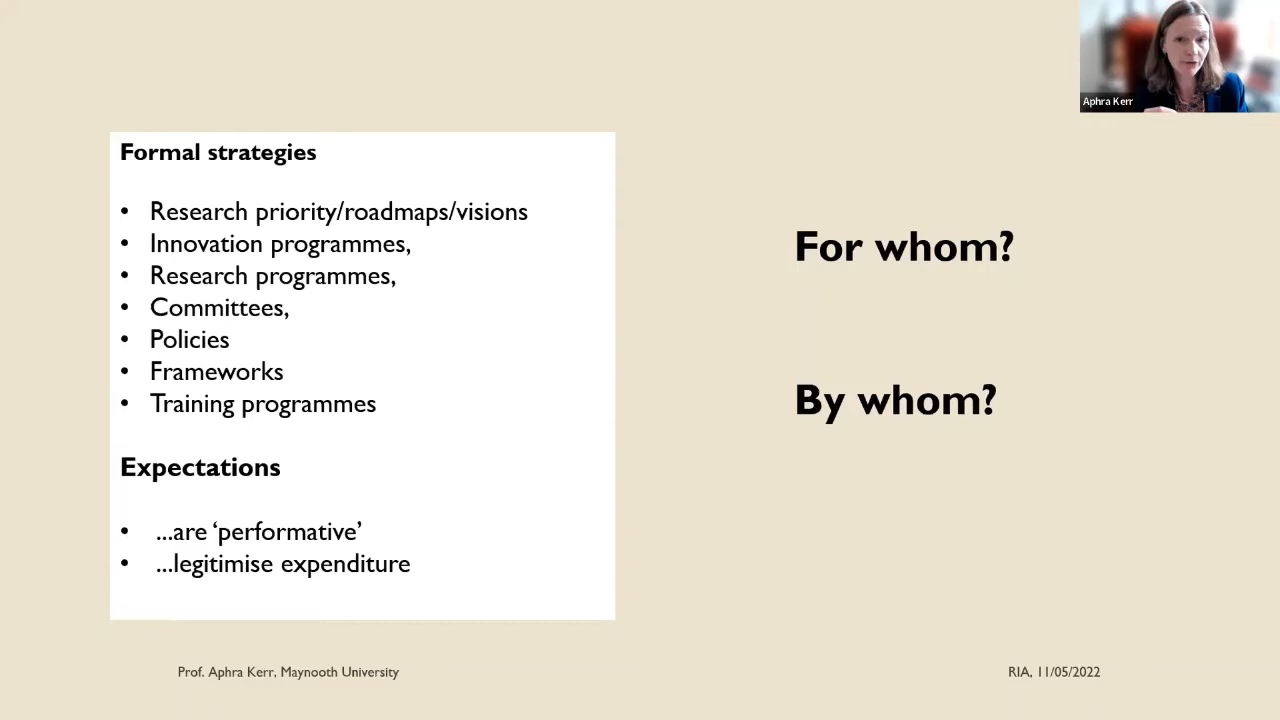 Aphra Kerr
Formal strategies
• Research priority/roadmaps/visions
• Innovation programmes,
• Research programmes,
• Committees,
• Policies
• Frameworks
• Training programmes
Expectations
• ...are ‘performative’
• ...legitimise expenditure
For whom?
By whom?
Prof. Aphra Kerr, Maynooth University
RIA, 11/05/2022